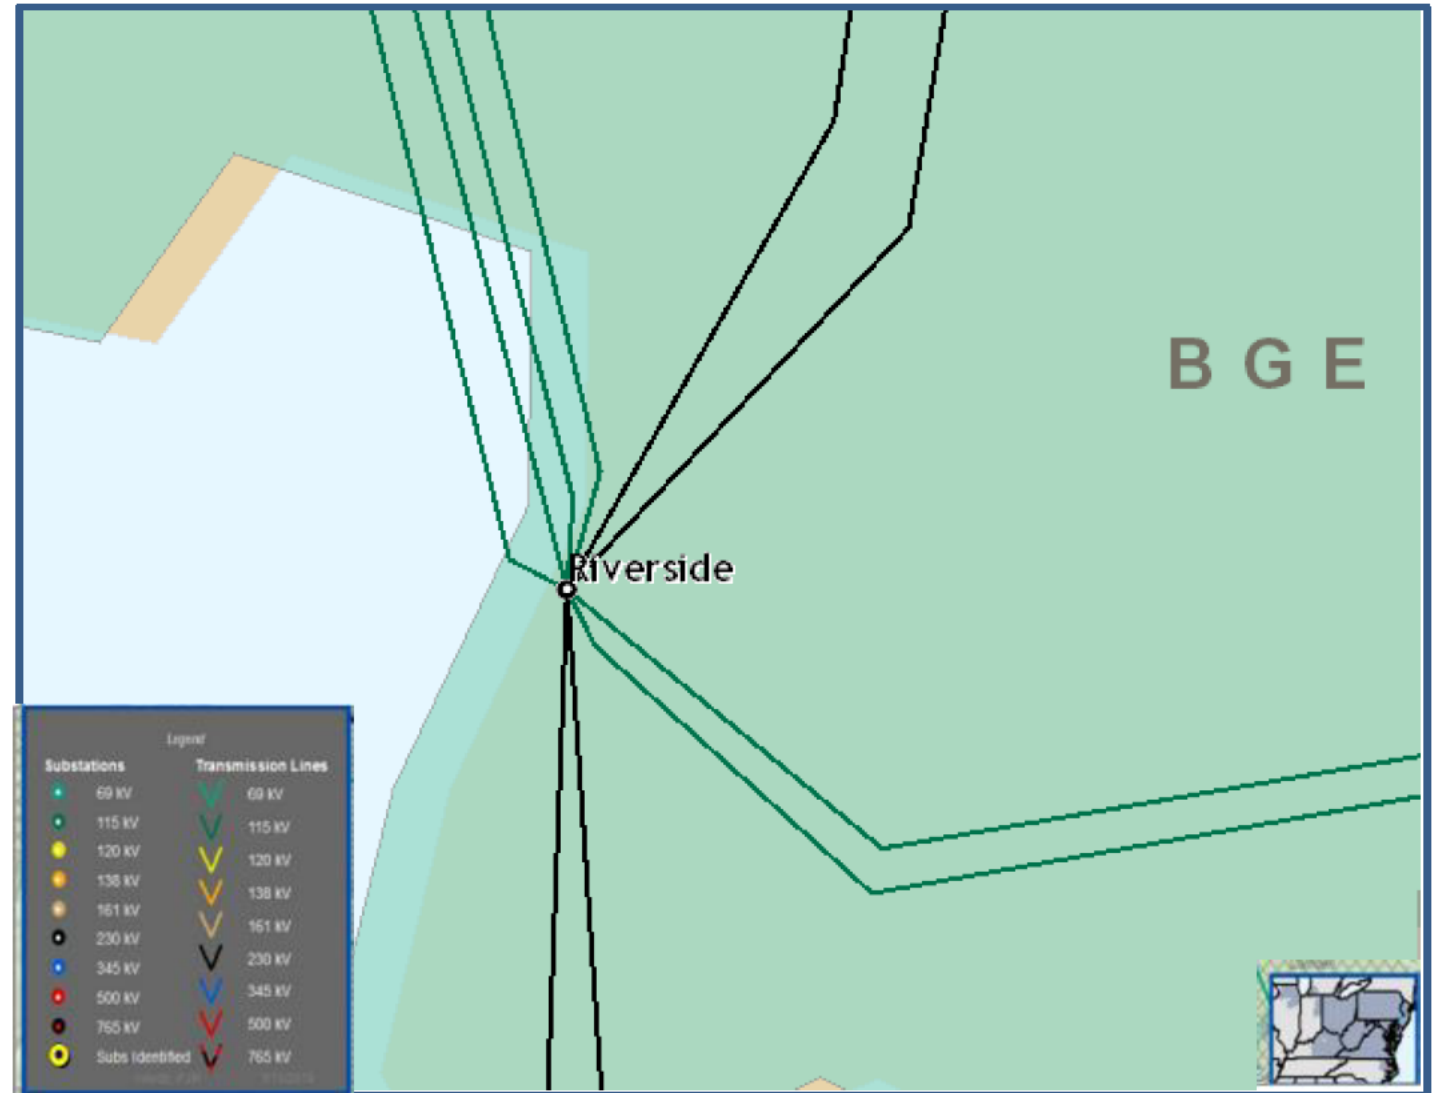 B G E
Riverside
Legend
Substations Transmission Lines
69 kV 69 kV
115 kV 115 kV
120 kV 120 kV
138 kV 138 kV
161 kV 161 kV
230 kV 230 kV
345 kV 345 kV
500 kV 500 kV
765 kV 765 kV
Subs Identified